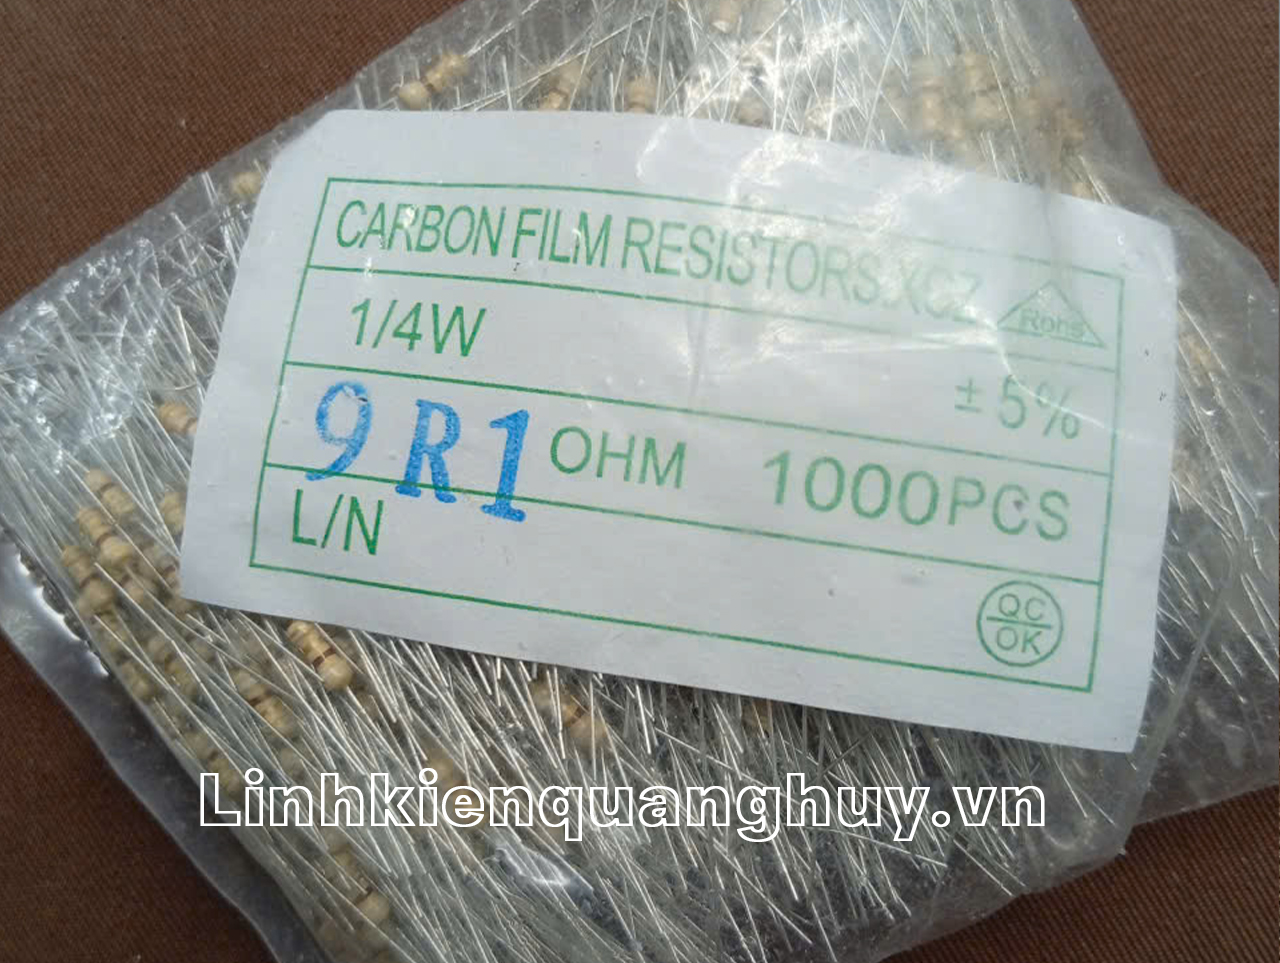 CARBON FILM RESISTORS.XCZ
Rohs
1/4W
± 5%
9R1 OHM 1000PCS
L/N
QC
OK
Linhkienquanghuy.vn